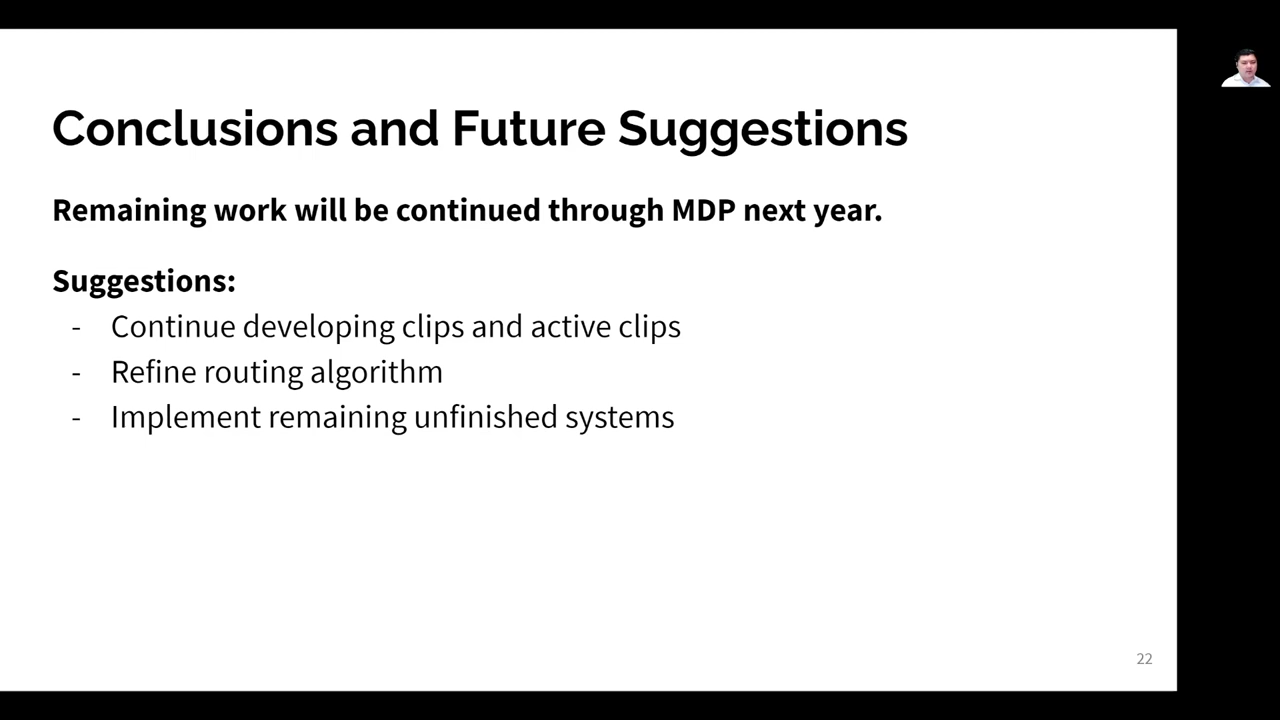 Conclusions and Future Suggestions
Remaining work will be continued through MDP next year.
Suggestions:
- Continue developing clips and active clips
- Refine routing algorithm
- Implement remaining unfinished systems
22